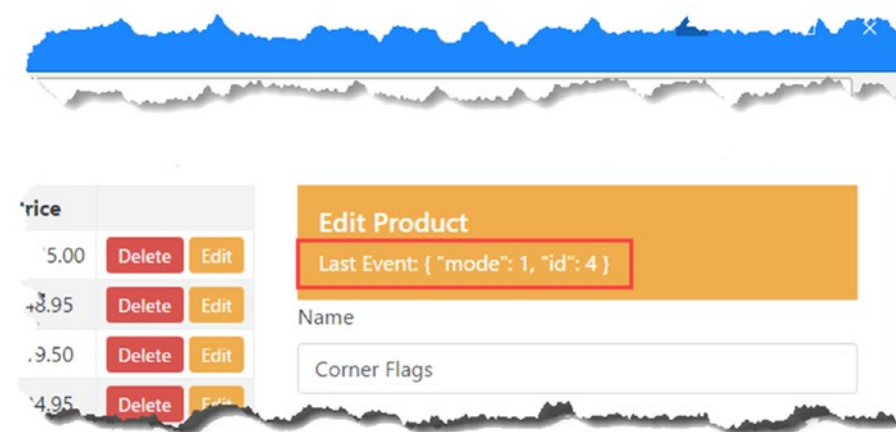 rice
5.00 Delete Edit
8.95 Delete Edit
9.50 Delete Edit
4.95 Delete Edit
Edit Product
Last Event: { "mode": 1, "id": 4 }
Name
Corner Flags